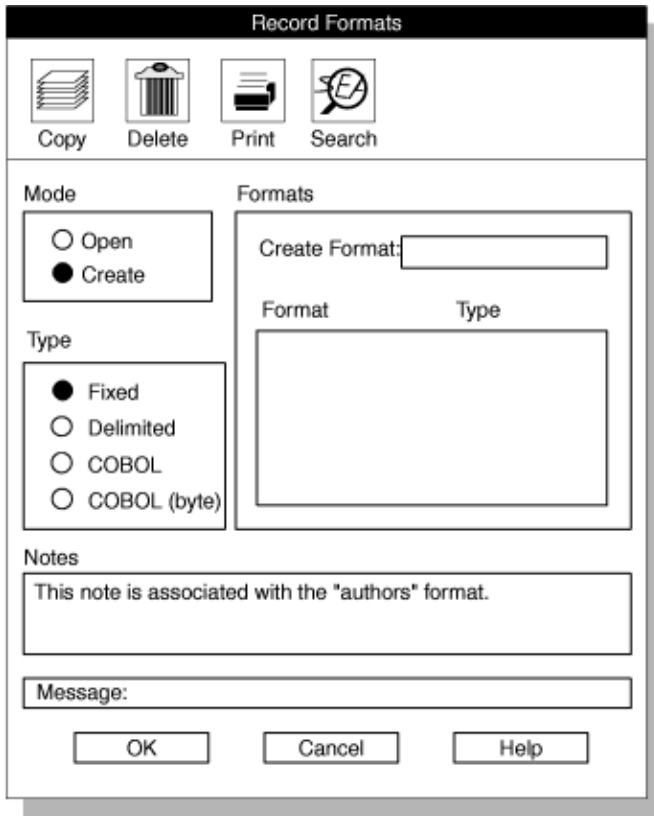 Record Formats
Copy Delete Print Search
Mode
Formats
Open
Create
Create Format:
Format Type
Type
Fixed
Delimited
COBOL
COBOL (byte)
Notes
This note is associated with the "authors" format.
Message:
OK Cancel Help